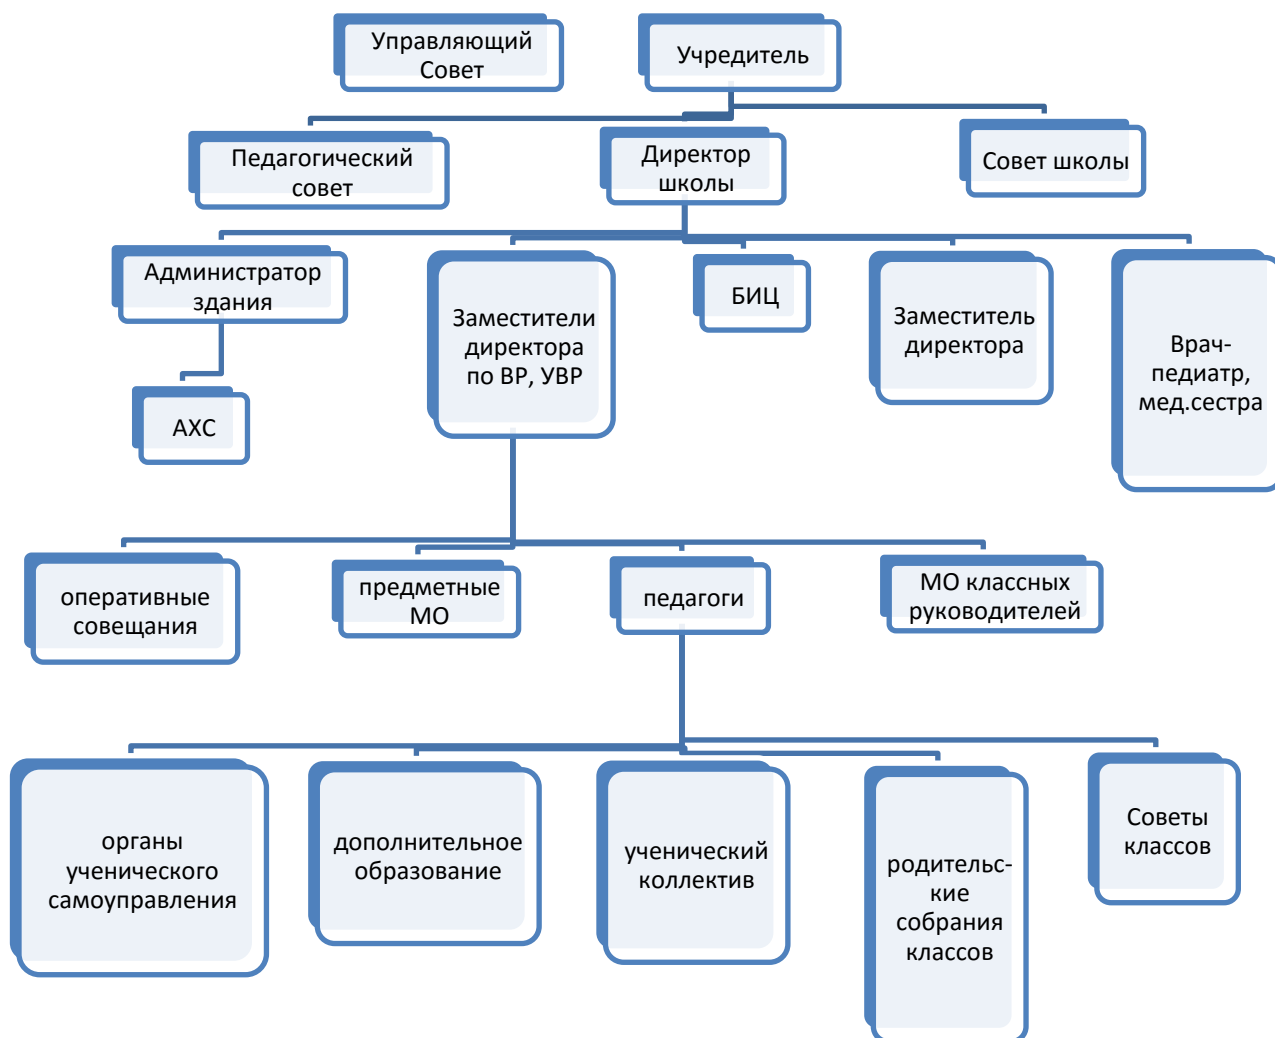 Управляющий
Совет
Учредитель
Педагогический
совет
Директор
школы
Совет школы
Администратор
здания
Заместители
директора
по ВР, УВР
БИЦ
Заместитель
директора
Врач-
педиатр,
мед.сестра
АХС
оперативные
совещания
предметные
МО
педагоги
МО классных
руководителей
органы
ученического
самоуправления
дополнительное
образование
ученический
коллектив
родительс-
кие
собрания
классов
Советы
классов